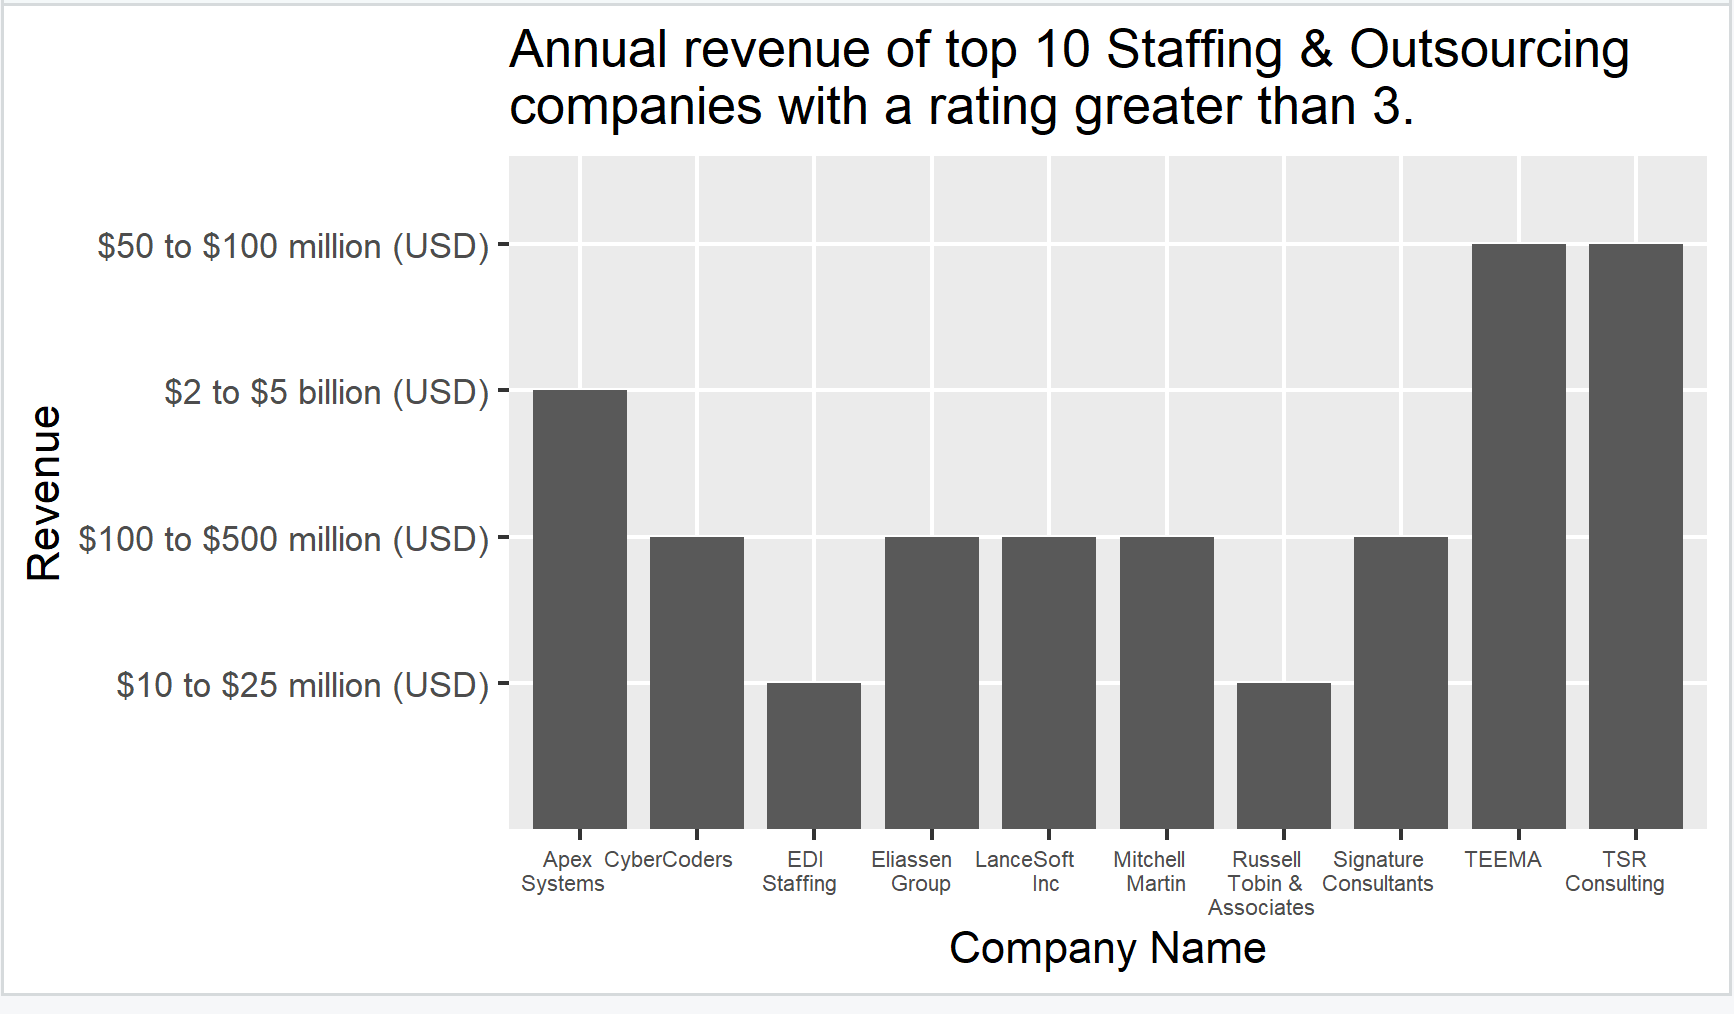 Annual revenue of top 10 Staffing & Outsourcing
companies with a rating greater than 3.
Revenue
$50 to $100 million (USD)
$2 to $5 billion (USD)
$100 to $500 million (USD)
$10 to $25 million (USD)
Apex
Systems
CyberCoders
EDI
Staffing
Eliassen
Group
LanceSoft
Inc
Mitchell
Martin
Russell
Tobin &
Associates
Signature
Consultants
TEEMA
TSR
Consulting
Company Name